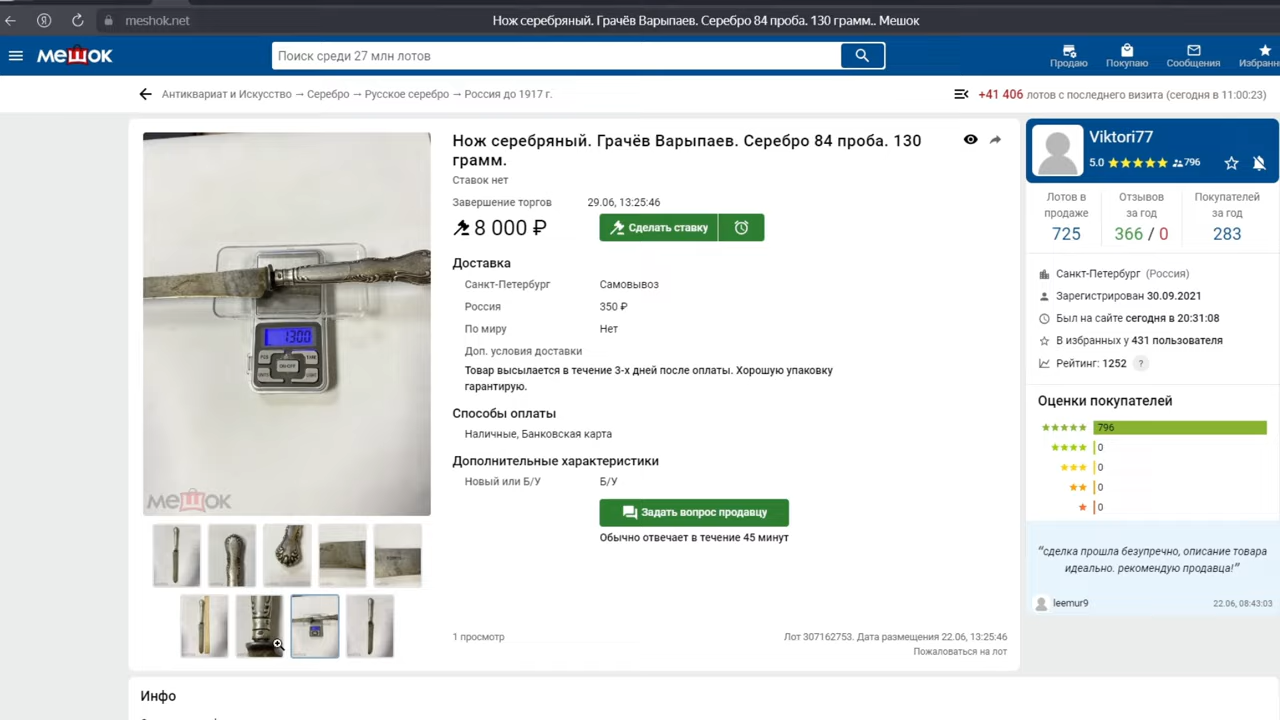 meshok.net
Нож серебряный. Грачёв Варыпаев. Серебро 84 проба. 130 грамм.. Мешок
мешок
Поиск среди 27 млн лотов
Продаю
Покупаю
Сообщения
Избранн
Антиквариат и Искусство → Серебро → Русское серебро → Россия до 1917 г.
+41 406 лотов с последнего визита (сегодня в 11:00:23)
Нож серебряный. Грачёв Варыпаев. Серебро 84 проба. 130
грамм.
Ставок нет
Завершение торгов 29.06, 13:25:46
8 000 ₽
Сделать ставку
Доставка
Санкт-Петербург Самовывоз
Россия 350 ₽
По миру Нет
Доп. условия доставки
Товар высылается в течение 3-х дней после оплаты. Хорошую упаковку
гарантирую.
Способы оплаты
Наличные, Банковская карта
Дополнительные характеристики
Новый или Б/У Б/У
Задать вопрос продавцу
Обычно отвечает в течение 45 минут
1 просмотр
Лот 307162753. Дата размещения 22.06, 13:25:46
Пожаловаться на лот
Инфо
мешок
Viktori77
5.0 796
Лотов в
продаже
725
Отзывов
за год
366 / 0
Покупателей
за год
283
Санкт-Петербург (Россия)
Зарегистрирован 30.09.2021
Был на сайте сегодня в 20:31:08
В избранных у 431 пользователя
Рейтинг: 1252 ?
Оценки покупателей
796
0
0
0
0
“сделка прошла безупречно, описание товара
идеально. рекомендую продавца!”
leemur9 22.06, 08:43:03